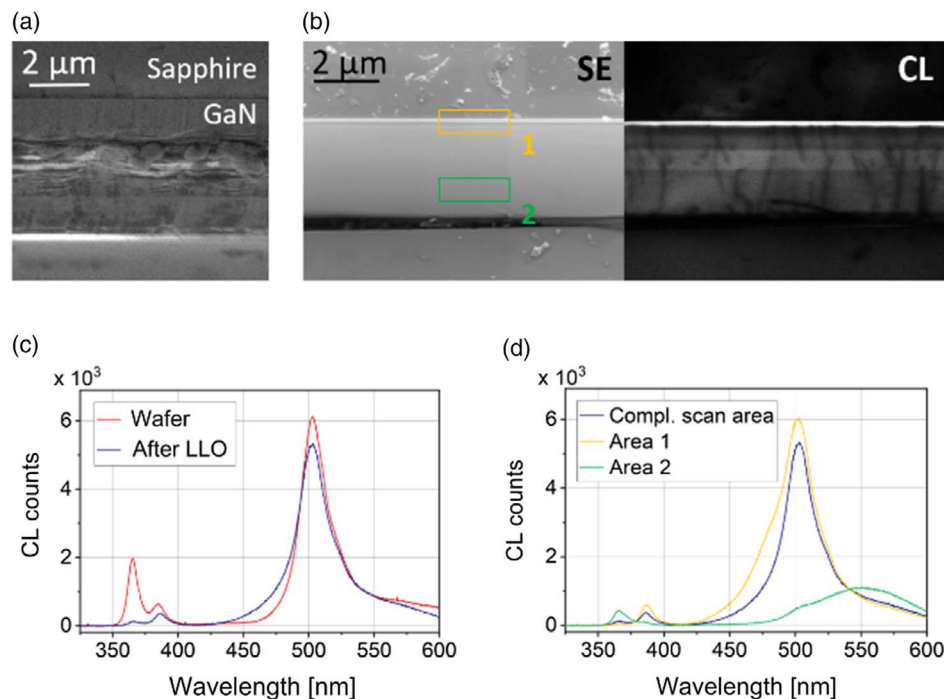 (a)
(b)
2 µm
Sapphire
GaN
2 µm
SE
CL
1
2
(c)
(d)
x 10³
Wafer
After LLO
CL counts
6
4
2
0
350 400 450 500 550 600
Wavelength [nm]
x 10³
Compl. scan area
Area 1
Area 2
CL counts
6
4
2
0
350 400 450 500 550 600
Wavelength [nm]